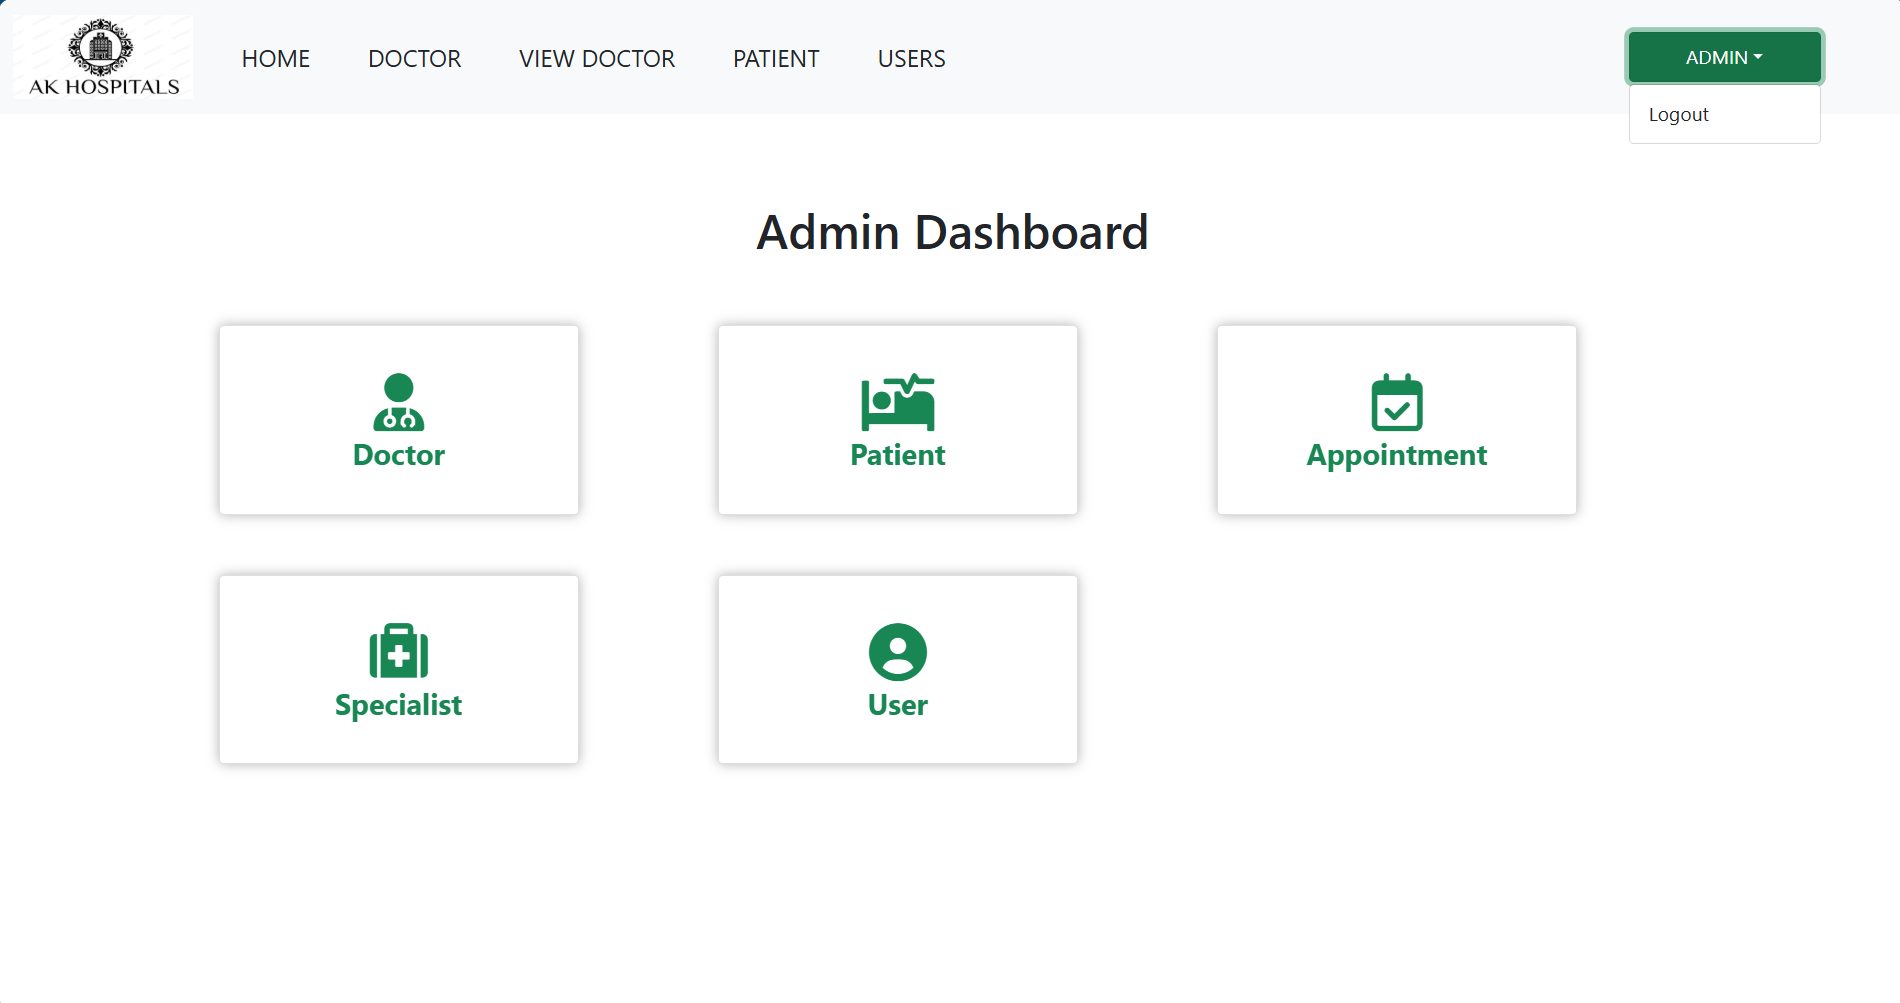 AK HOSPITALS
HOME DOCTOR VIEW DOCTOR PATIENT USERS ADMIN
Logout
Admin Dashboard
Doctor Patient Appointment
Specialist User